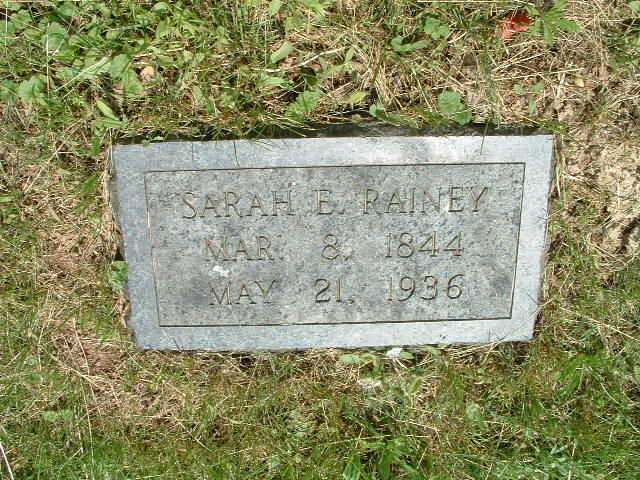 SARAH E. RAINEY
MAR. 8, 1844
MAY 21, 1936